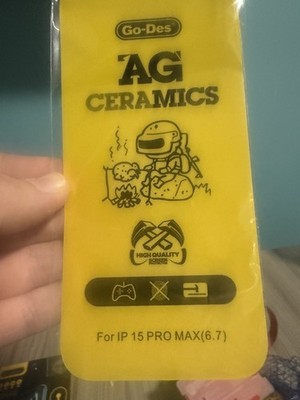 Go-Des
AG
CERAMICS
HIGH QUALITY
For IP 15 PRO MAX(6.7)